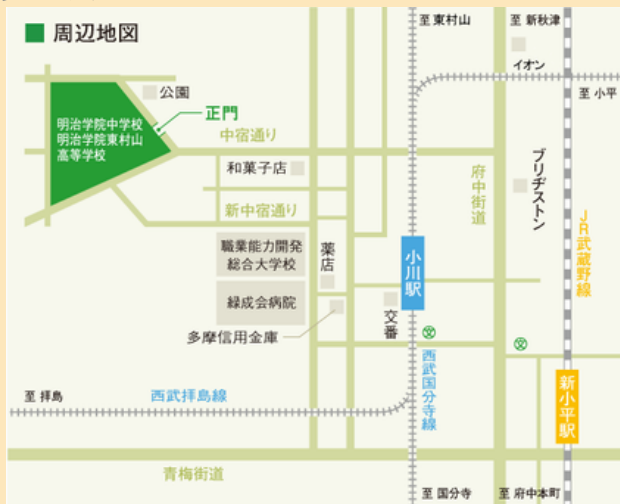 周辺地図
至 東村山
至 新秋津
イオン
至 小平
公園
正門
明治学院中学校
明治学院東村山
高等学校
中宿通り
和菓子店
府中街道
ブリヂストン
新中宿通り
JR武蔵野線
職業能力開発
総合大学校
薬店
小川駅
緑成会病院
交番
多摩信用金庫
文
文
西武国分寺線
至 拝島
西武拝島線
新小平駅
青梅街道
至 国分寺
至 府中本町